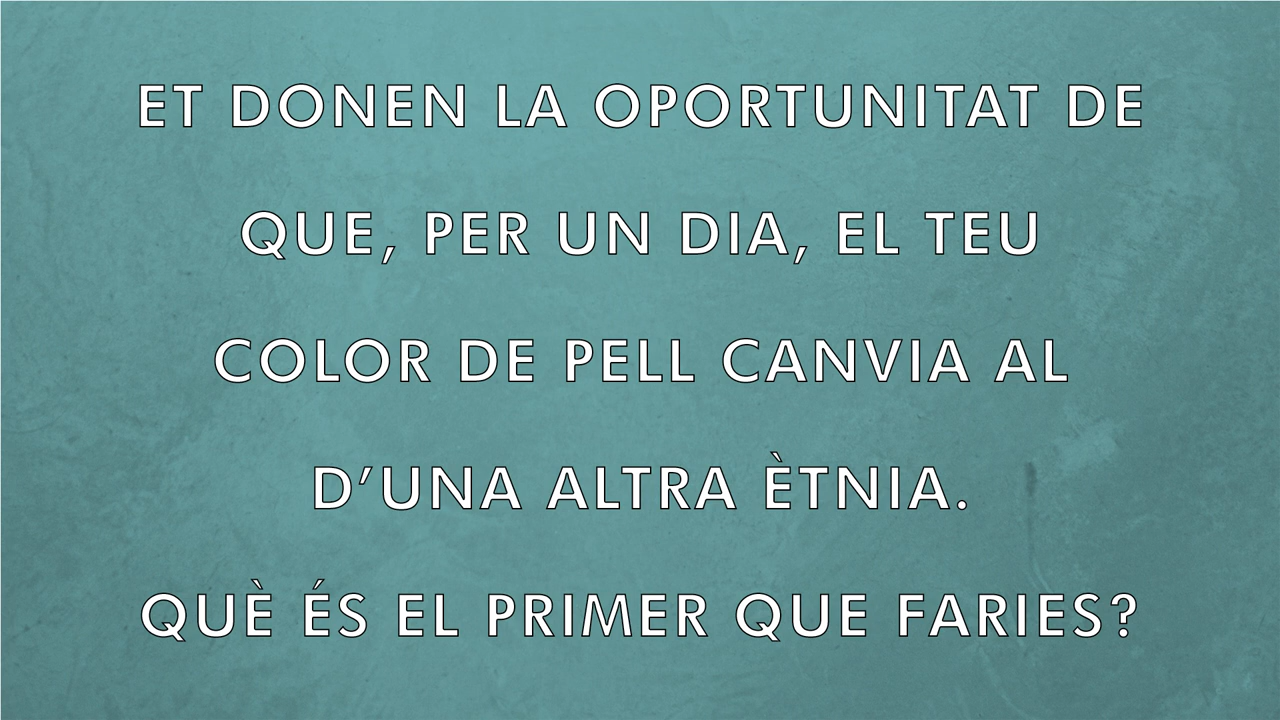 ET DONEN LA OPORTUNITAT DE
QUE, PER UN DIA, EL TEU
COLOR DE PELL CANVIA AL
D’UNA ALTRA ÈTNIA.
QUÈ ÉS EL PRIMER QUE FARIES?